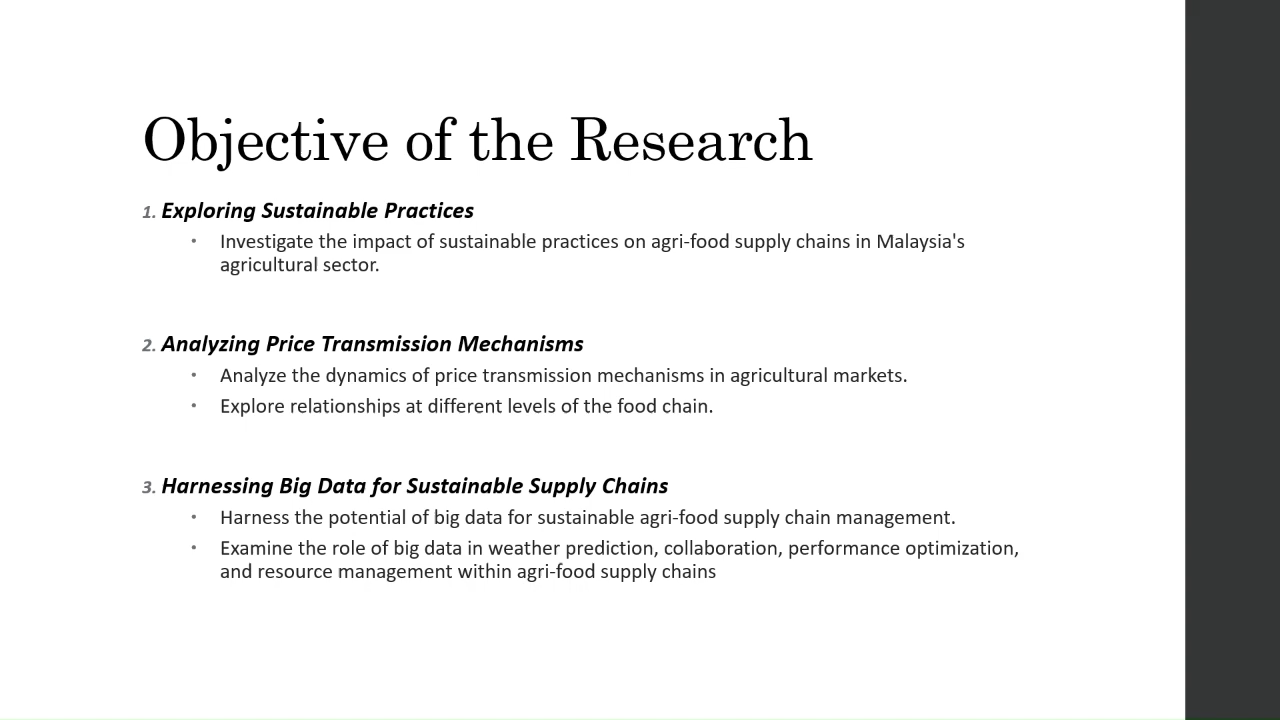 Objective of the Research
1. Exploring Sustainable Practices
• Investigate the impact of sustainable practices on agri-food supply chains in Malaysia's
agricultural sector.
2. Analyzing Price Transmission Mechanisms
• Analyze the dynamics of price transmission mechanisms in agricultural markets.
• Explore relationships at different levels of the food chain.
3. Harnessing Big Data for Sustainable Supply Chains
• Harness the potential of big data for sustainable agri-food supply chain management.
• Examine the role of big data in weather prediction, collaboration, performance optimization,
and resource management within agri-food supply chains